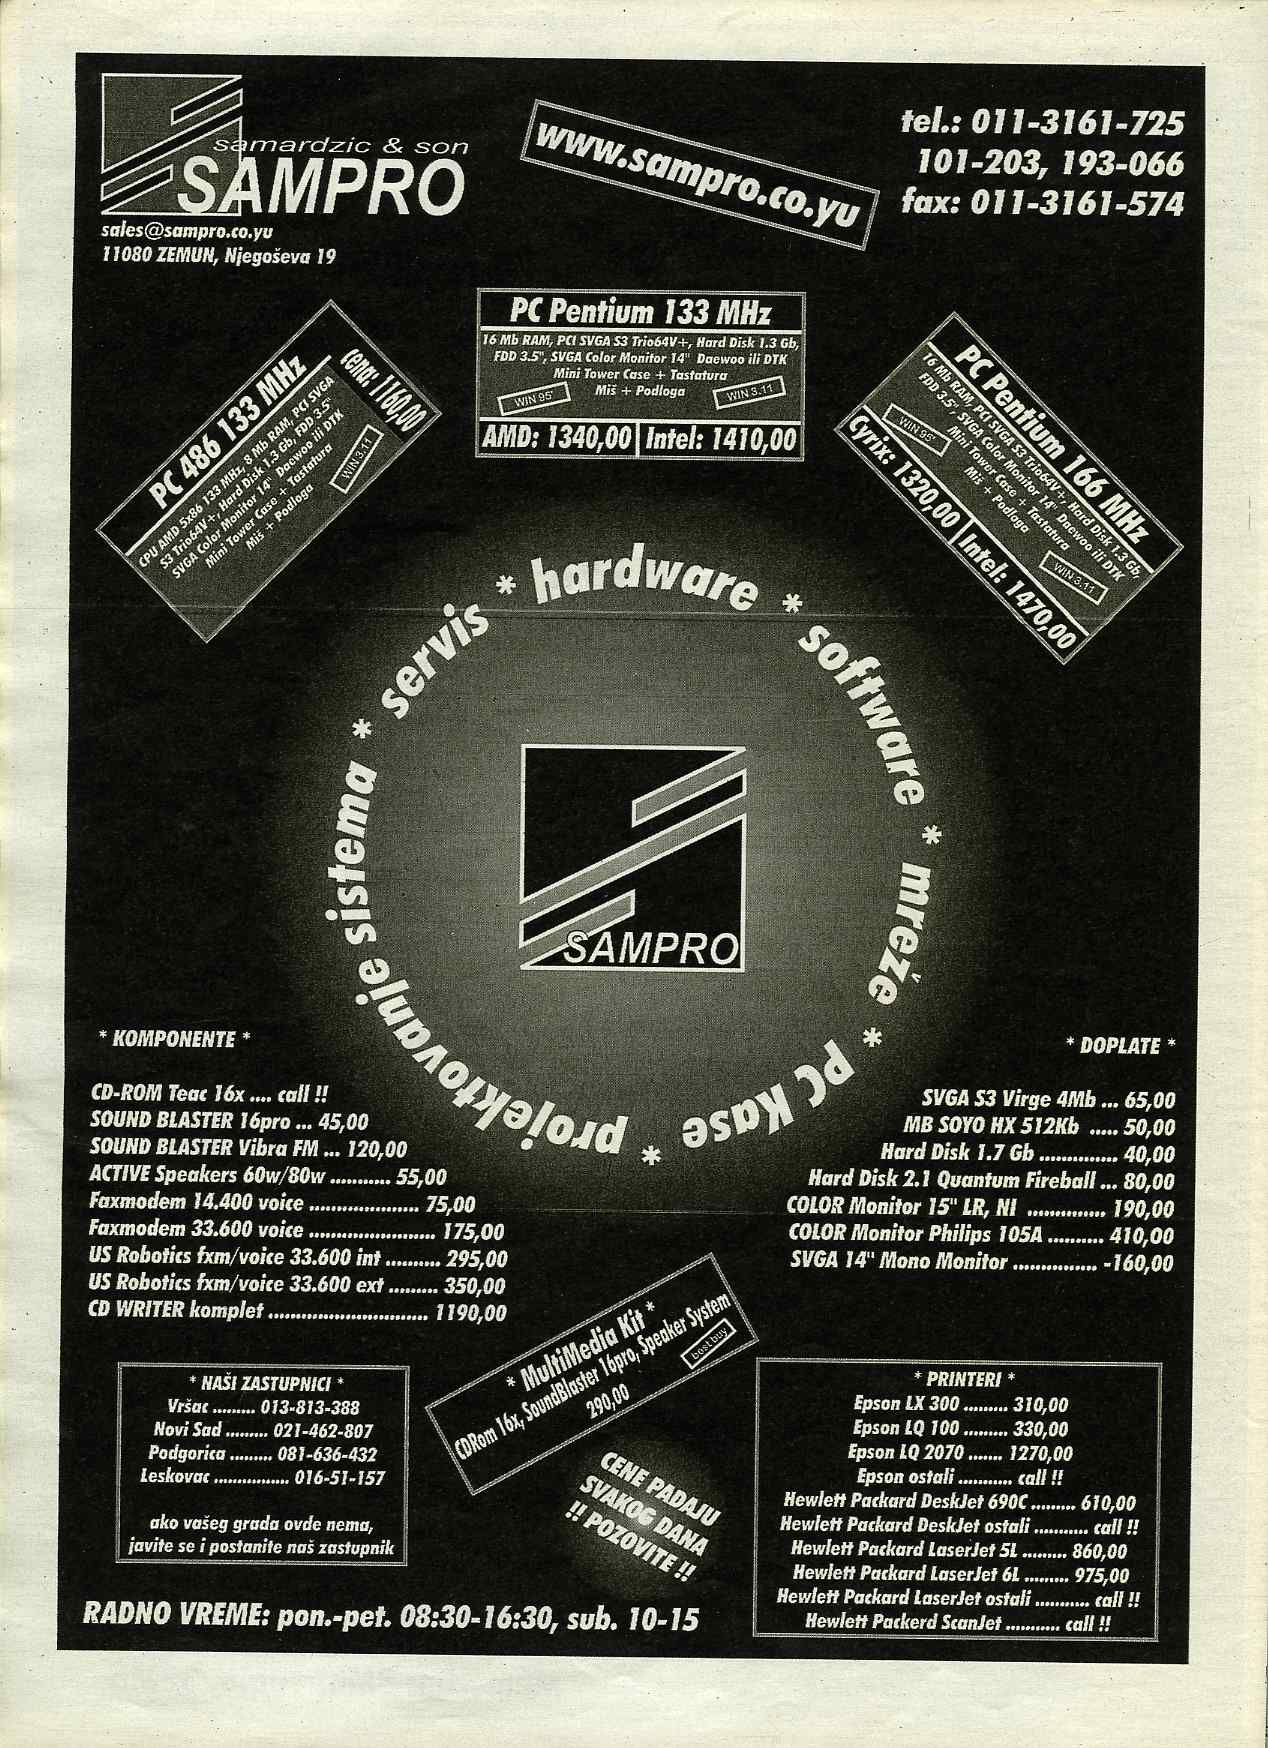 samardzic & son
SAMPRO
sales@sampro.co.yu
11080 ZEMUN, Njegoševa 19
www.sampro.co.yu
tel.: 011-3161-725
101-203, 193-066
fax: 011-3161-574
PC 486 133 MHz
cena: 1160,00
CPU AMD 5x86 133 MHz, 8 Mb RAM, PCI SVGA
S3 Trio64V+, Hard Disk 1.3 Gb, FDD 3.5"
SVGA Color Monitor 14" Daewoo ili DTK
Mini Tower Case + Tastatura
Miš + Podloga
WIN 3.11
PC Pentium 133 MHz
16 Mb RAM, PCI SVGA S3 Trio64V+, Hard Disk 1.3 Gb,
FDD 3.5", SVGA Color Monitor 14" Daewoo ili DTK
Mini Tower Case + Tastatura
Miš + Podloga
WIN 95'
WIN 3.11
AMD: 1340,00 Intel: 1410,00
PC Pentium 166 MHz
16 Mb RAM, PCI SVGA S3 Trio64V+, Hard Disk 1.3 Gb,
FDD 3.5", SVGA Color Monitor 14" Daewoo ili DTK
Mini Tower Case + Tastatura
Miš + Podloga
WIN 95'
WIN 3.11
Cyrix: 1320,00 Intel: 1470,00
* hardware * software * mreže * PC Kase * projektovanje sistema * servis
SAMPRO
* KOMPONENTE *
CD-ROM Teac 16x .... call !!
SOUND BLASTER 16pro ... 45,00
SOUND BLASTER Vibra FM ... 120,00
ACTIVE Speakers 60w/80w ........... 55,00
Faxmodem 14.400 voice .................... 75,00
Faxmodem 33.600 voice ....................... 175,00
US Robotics fxm/voice 33.600 int .......... 295,00
US Robotics fxm/voice 33.600 ext ......... 350,00
CD WRITER komplet ............................. 1190,00
* DOPLATE *
SVGA S3 Virge 4Mb ... 65,00
MB SOYO HX 512Kb ..... 50,00
Hard Disk 1.7 Gb .............. 40,00
Hard Disk 2.1 Quantum Fireball ... 80,00
COLOR Monitor 15" LR, NI .............. 190,00
COLOR Monitor Philips 105A .......... 410,00
SVGA 14" Mono Monitor ............... -160,00
* MultiMedia Kit *
CDRom 16x, SoundBlaster 16pro, Speaker System
290,00
best buy
CENE PADAJU
SVAKOG DANA
!! POZOVITE !!
* NAŠI ZASTUPNICI *
Vršac ......... 013-813-388
Novi Sad ......... 021-462-807
Podgorica ......... 081-636-432
Leskovac ................ 016-51-157
ako vašeg grada ovde nema,
javite se i postanite naš zastupnik
* PRINTERI *
Epson LX 300 ......... 310,00
Epson LQ 100 ......... 330,00
Epson LQ 2070 ....... 1270,00
Epson ostali ........... call !!
Hewlett Packard DeskJet 690C ......... 610,00
Hewlett Packard DeskJet ostali ........... call !!
Hewlett Packard LaserJet 5L ......... 860,00
Hewlett Packard LaserJet 6L ......... 975,00
Hewlett Packard LaserJet ostali ........... call !!
Hewlett Packerd ScanJet ........... call !!
RADNO VREME: pon.-pet. 08:30-16:30, sub. 10-15